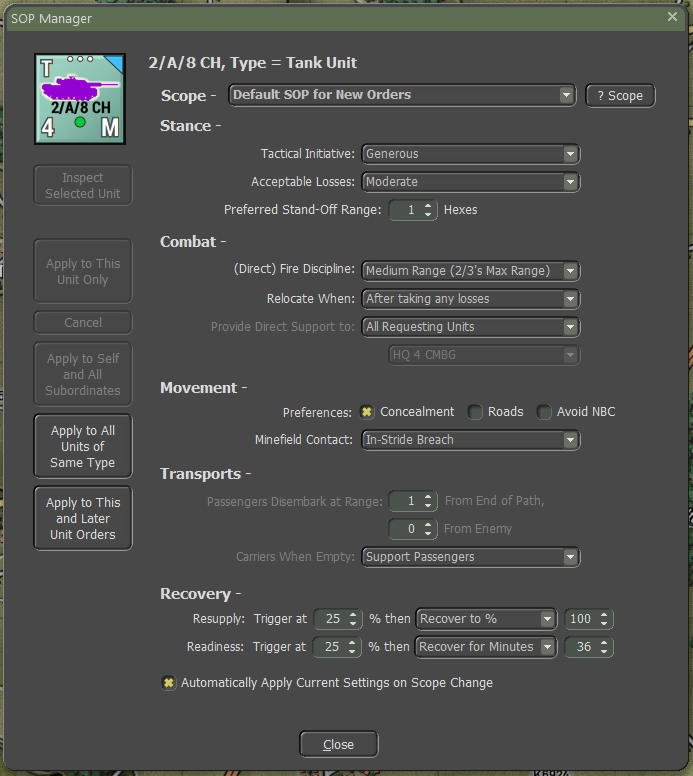 SOP Manager
T
2/A/8 CH
4 M
2/A/8 CH, Type = Tank Unit
Scope - Default SOP for New Orders ? Scope
Stance -
Inspect
Selected Unit
Tactical Initiative: Generous
Acceptable Losses: Moderate
Preferred Stand-Off Range: 1 Hexes
Combat -
Apply to This
Unit Only
(Direct) Fire Discipline: Medium Range (2/3's Max Range)
Relocate When: After taking any losses
Cancel
Provide Direct Support to: All Requesting Units
HQ 4 CMBG
Apply to Self
and All
Subordinates
Movement -
Preferences: Concealment Roads Avoid NBC
Minefield Contact: In-Stride Breach
Apply to All
Units of
Same Type
Transports -
Passengers Disembark at Range: 1 From End of Path,
0 From Enemy
Carriers When Empty: Support Passengers
Apply to This
and Later
Unit Orders
Recovery -
Resupply: Trigger at 25 % then Recover to % 100
Readiness: Trigger at 25 % then Recover for Minutes 36
Automatically Apply Current Settings on Scope Change
Close